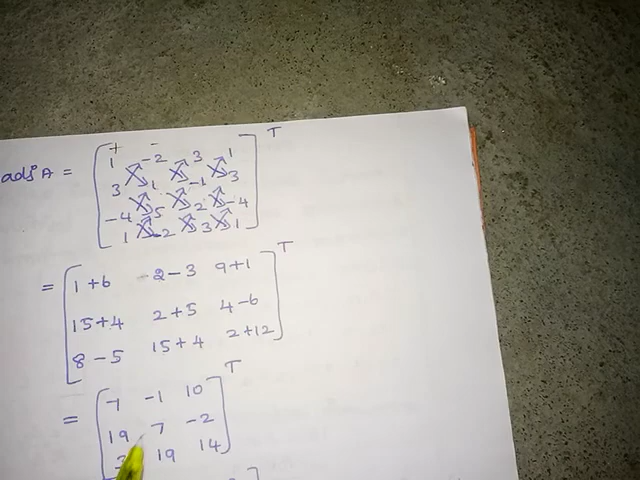 + -
adjA = [ 1 -2 3 1 ] T
3 1 -1 3
-4 5 2 -4
1 -2 3 1
= [ 1+6 -2-3 9+1 ] T
15+4 2+5 4-6
8-5 15+4 2+12
= [ 7 -1 10 ] T
19 7 -2
19 14